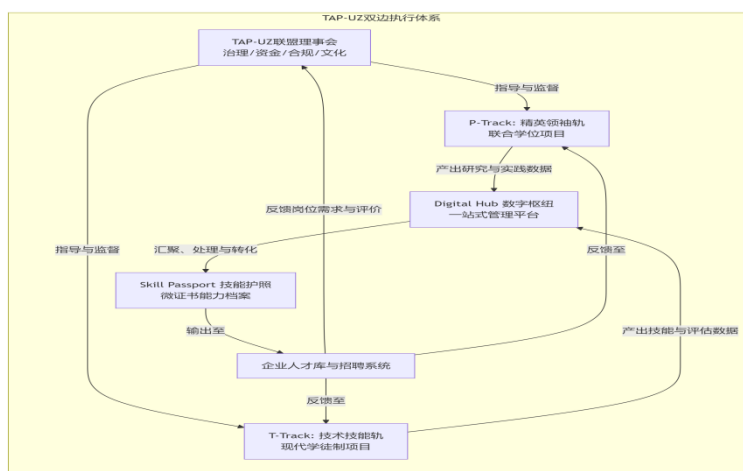 TAP-UZ双边执行体系
TAP-UZ联盟理事会
治理/资金/合规/文化
指导与监督
P-Track: 精英领袖轨
联合学位项目
产出研究与实践数据
Digital Hub 数字枢纽
一站式管理平台
反馈岗位需求与评价
指导与监督
汇聚、处理与转化
反馈至
Skill Passport 技能护照
微证书能力档案
输出至
产出技能与评估数据
企业人才库与招聘系统
反馈至
T-Track: 技术技能轨
现代学徒制项目